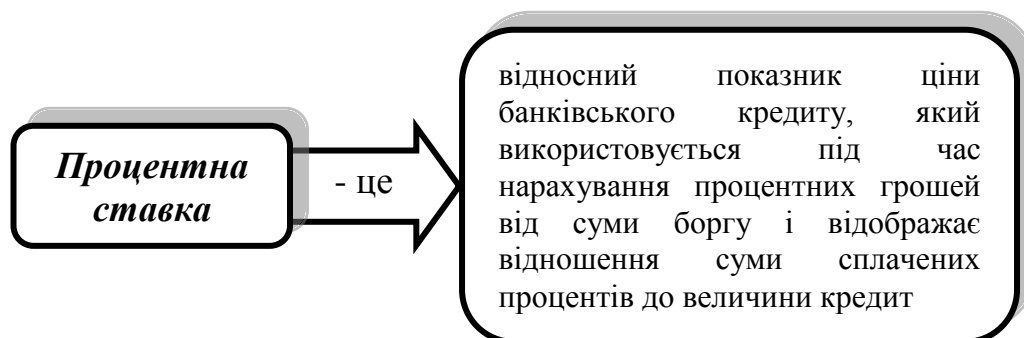 Процентна
ставка
- це
відносний показник ціни
банківського кредиту, який
використовується під час
нарахування процентних грошей
від суми боргу і відображає
відношення суми сплачених
процентів до величини кредит